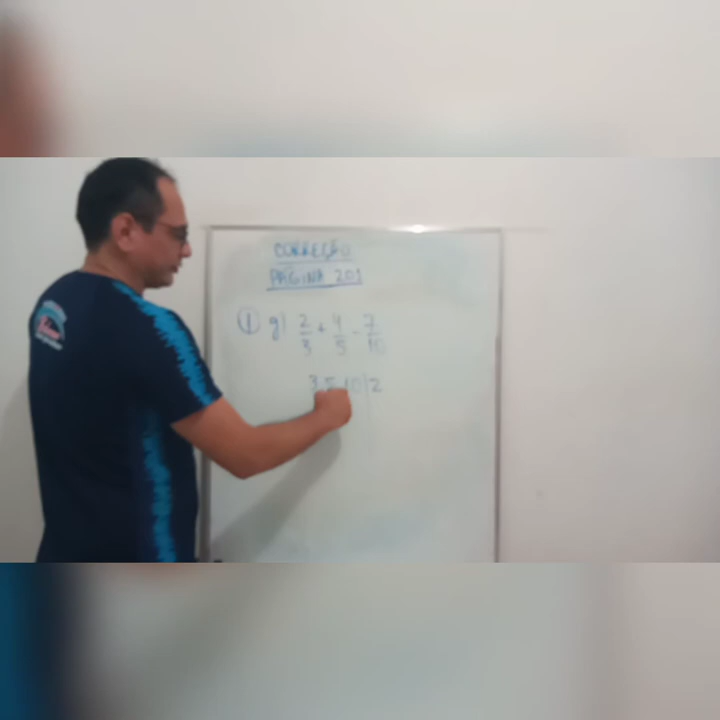 CORREÇÃO
PÁGINA 201
① g) 2/3 + 4/5 - 7/10
3,5,10|2